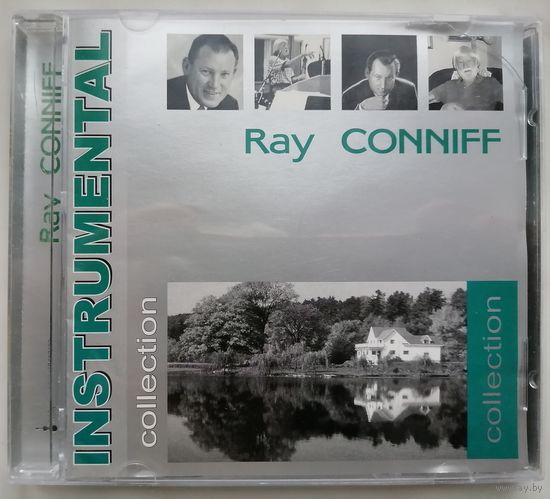 Ray CONNIFF
INSTRUMENTAL
collection
Ray CONNIFF
collection